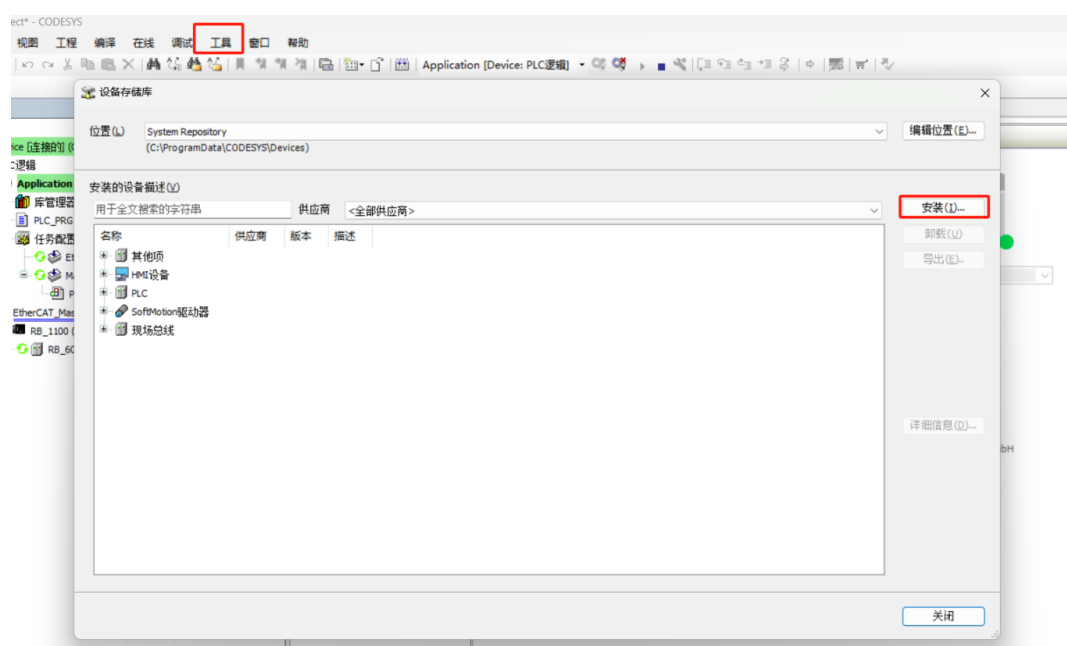 ect* - CODESYS
视图 工程 编译 在线 调试 工具 窗口 帮助
Application [Device: PLC逻辑]
设备存储库
位置(L) System Repository 编辑位置(E)...
(C:\ProgramData\CODESYS\Devices)
ice [连接的]
逻辑
安装的设备描述(V)
Application
用于全文搜索的字符串 供应商 <全部供应商> 安装(I)...
库管理器
PLC_PRG
名称 供应商 版本 描述 卸载(U)
任务配置
其他项 导出(E)..
HMI设备
PLC
SoftMotion驱动器
EtherCAT_Mas
现场总线
RB_1100 (
RB_60
详细信息(D)...
bH
关闭